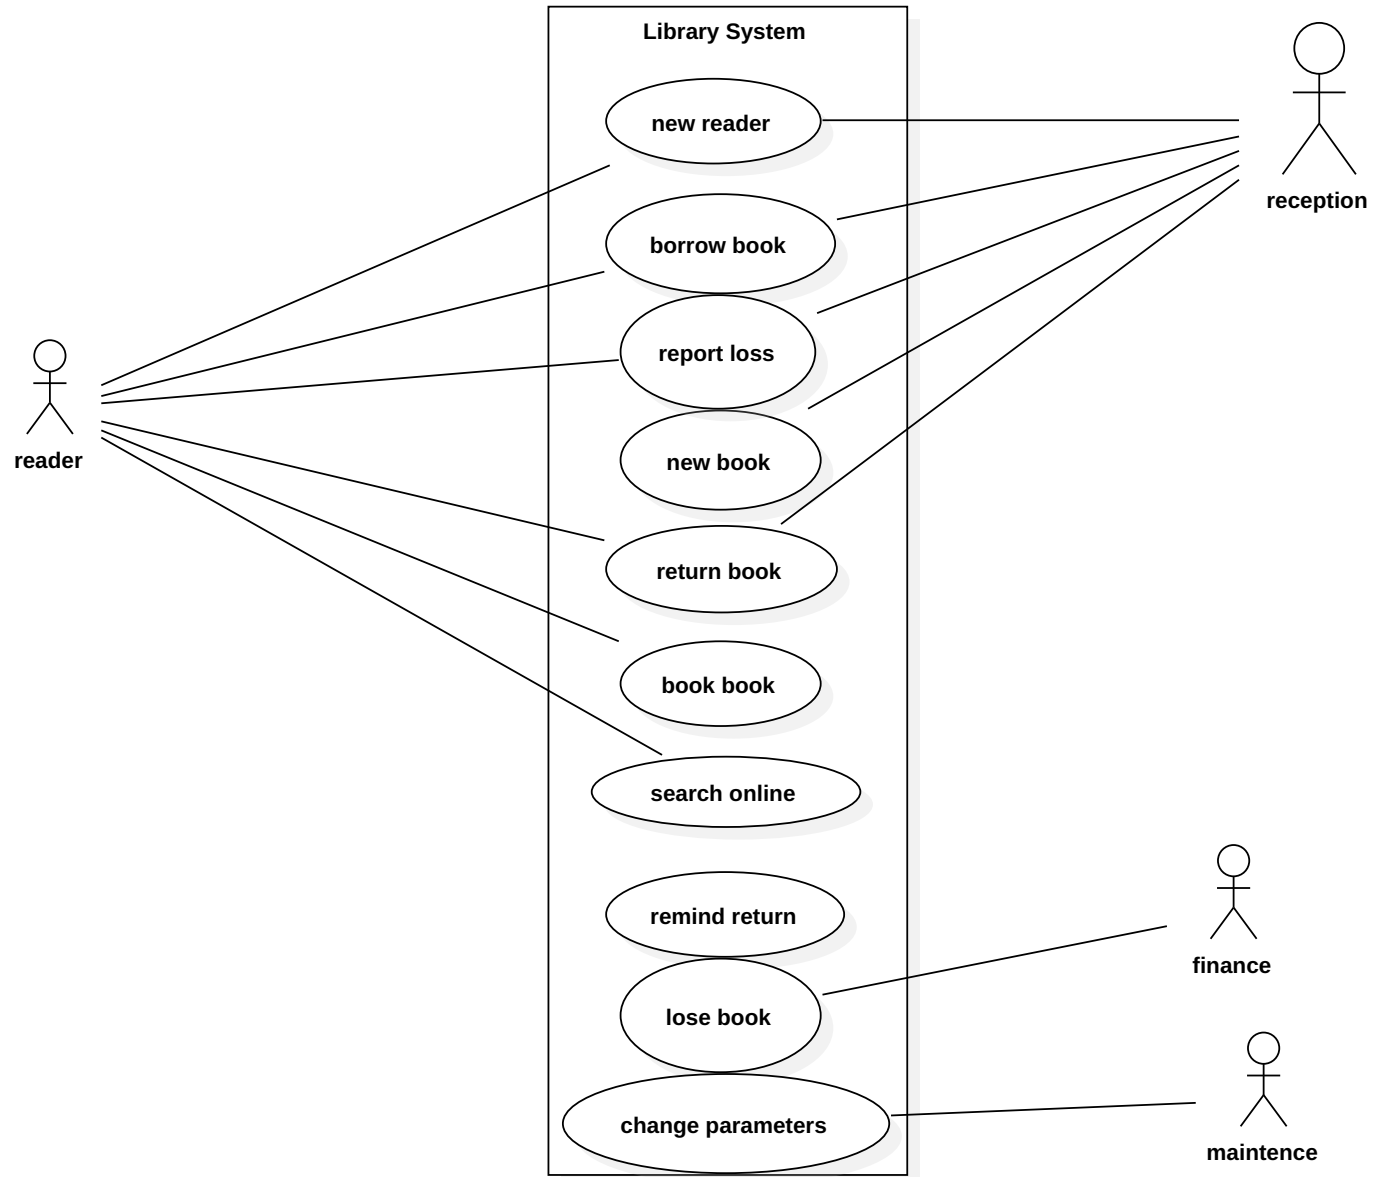 Library System
new reader
reception
borrow book
report loss
reader
new book
return book
book book
search online
remind return
finance
lose book
change parameters
maintence